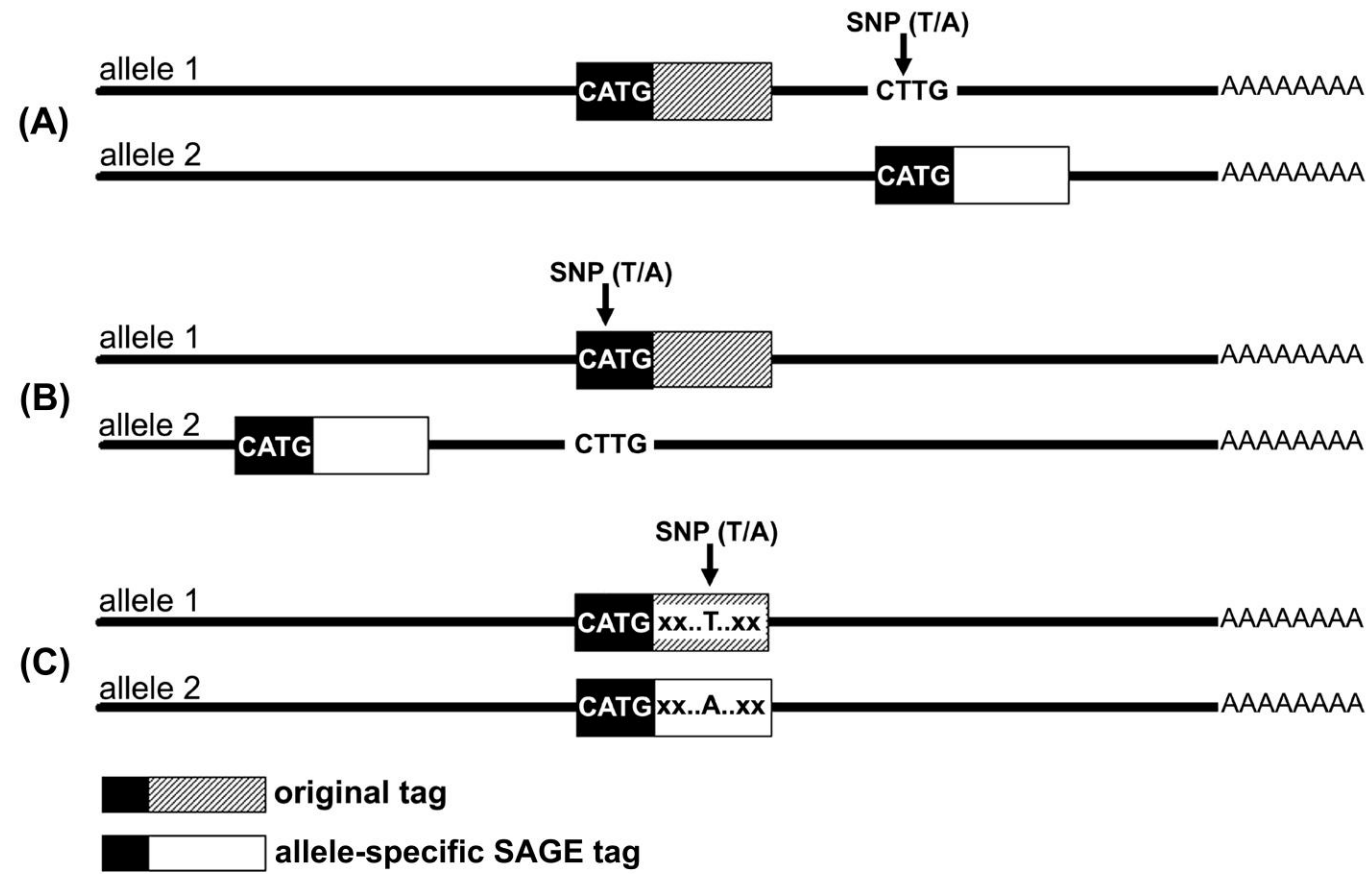 SNP (T/A)
allele 1
CATG
CTTG
AAAAAAAA
(A)
allele 2
CATG
AAAAAAAA
SNP (T/A)
allele 1
CATG
AAAAAAAA
(B)
allele 2
CATG
CTTG
AAAAAAAA
SNP (T/A)
allele 1
CATG
xx..T..xx
AAAAAAAA
(C)
allele 2
CATG
xx..A..xx
AAAAAAAA
original tag
allele-specific SAGE tag